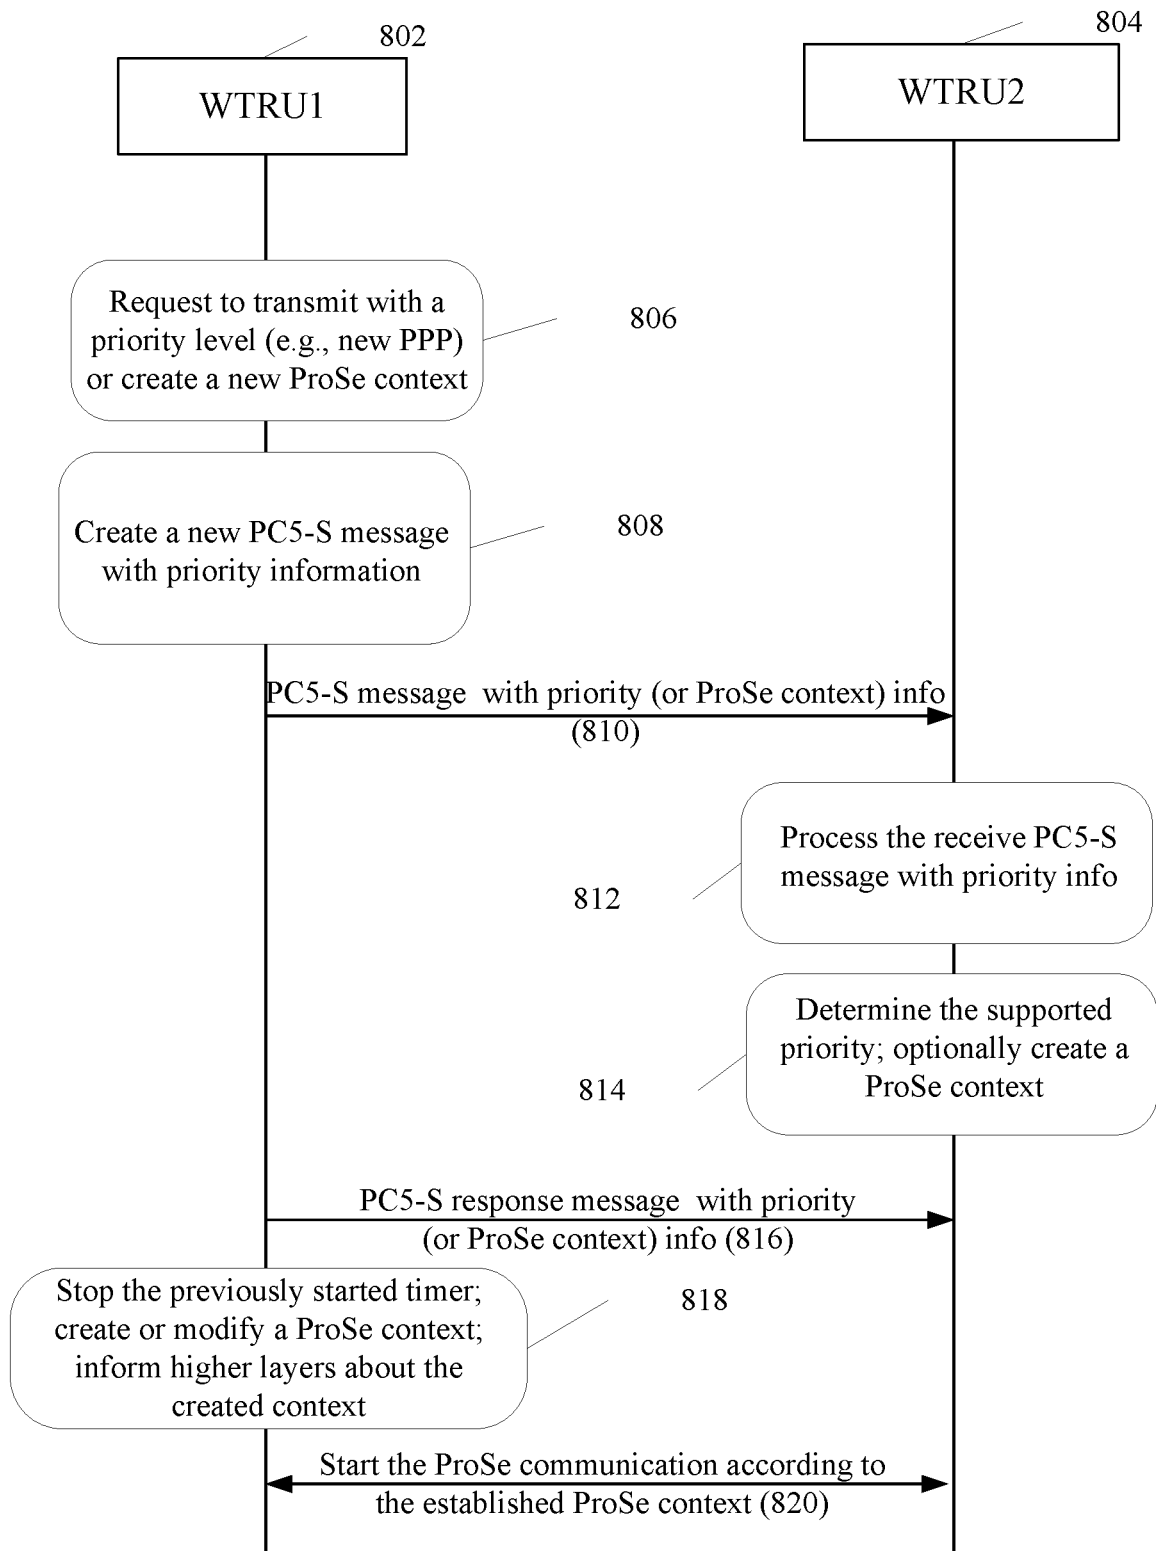 802
804
WTRU1
WTRU2
Request to transmit with a
priority level (e.g., new PPP)
or create a new ProSe context
806
Create a new PC5-S message
with priority information
808
PC5-S message with priority (or ProSe context) info
(810)
Process the receive PC5-S
message with priority info
812
Determine the supported
priority; optionally create a
ProSe context
814
PC5-S response message with priority
(or ProSe context) info (816)
Stop the previously started timer;
create or modify a ProSe context;
inform higher layers about the
created context
818
Start the ProSe communication according to
the established ProSe context (820)